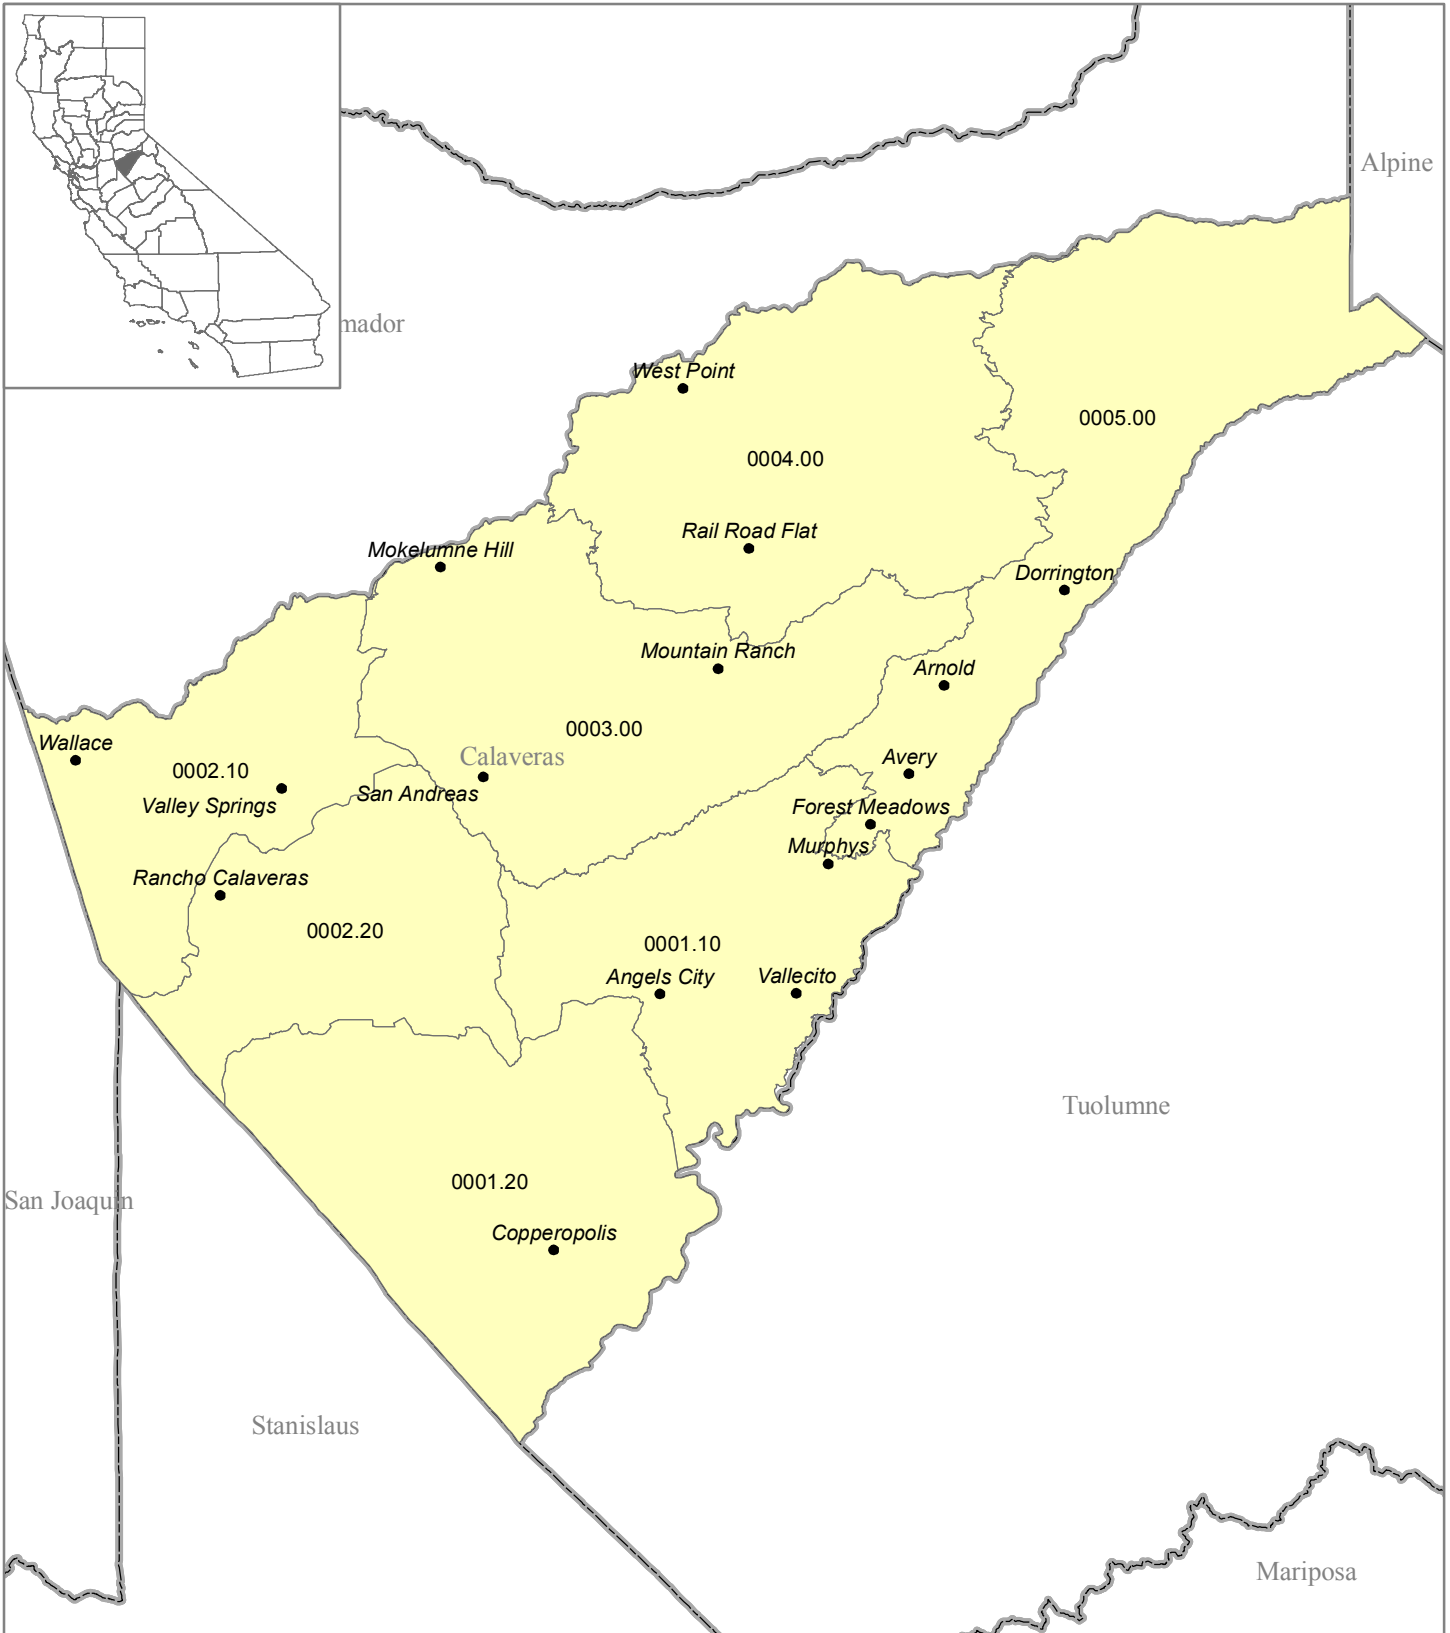 Alpine
mador
West Point
0005.00
0004.00
Rail Road Flat
Mokelumne Hill
Dorrington
Mountain Ranch
Arnold
0003.00
Wallace
Calaveras
Avery
0002.10
San Andreas
Valley Springs
Forest Meadows
Murphys
Rancho Calaveras
0002.20
0001.10
Angels City
Vallecito
Tuolumne
0001.20
San Joaquin
Copperopolis
Stanislaus
Mariposa